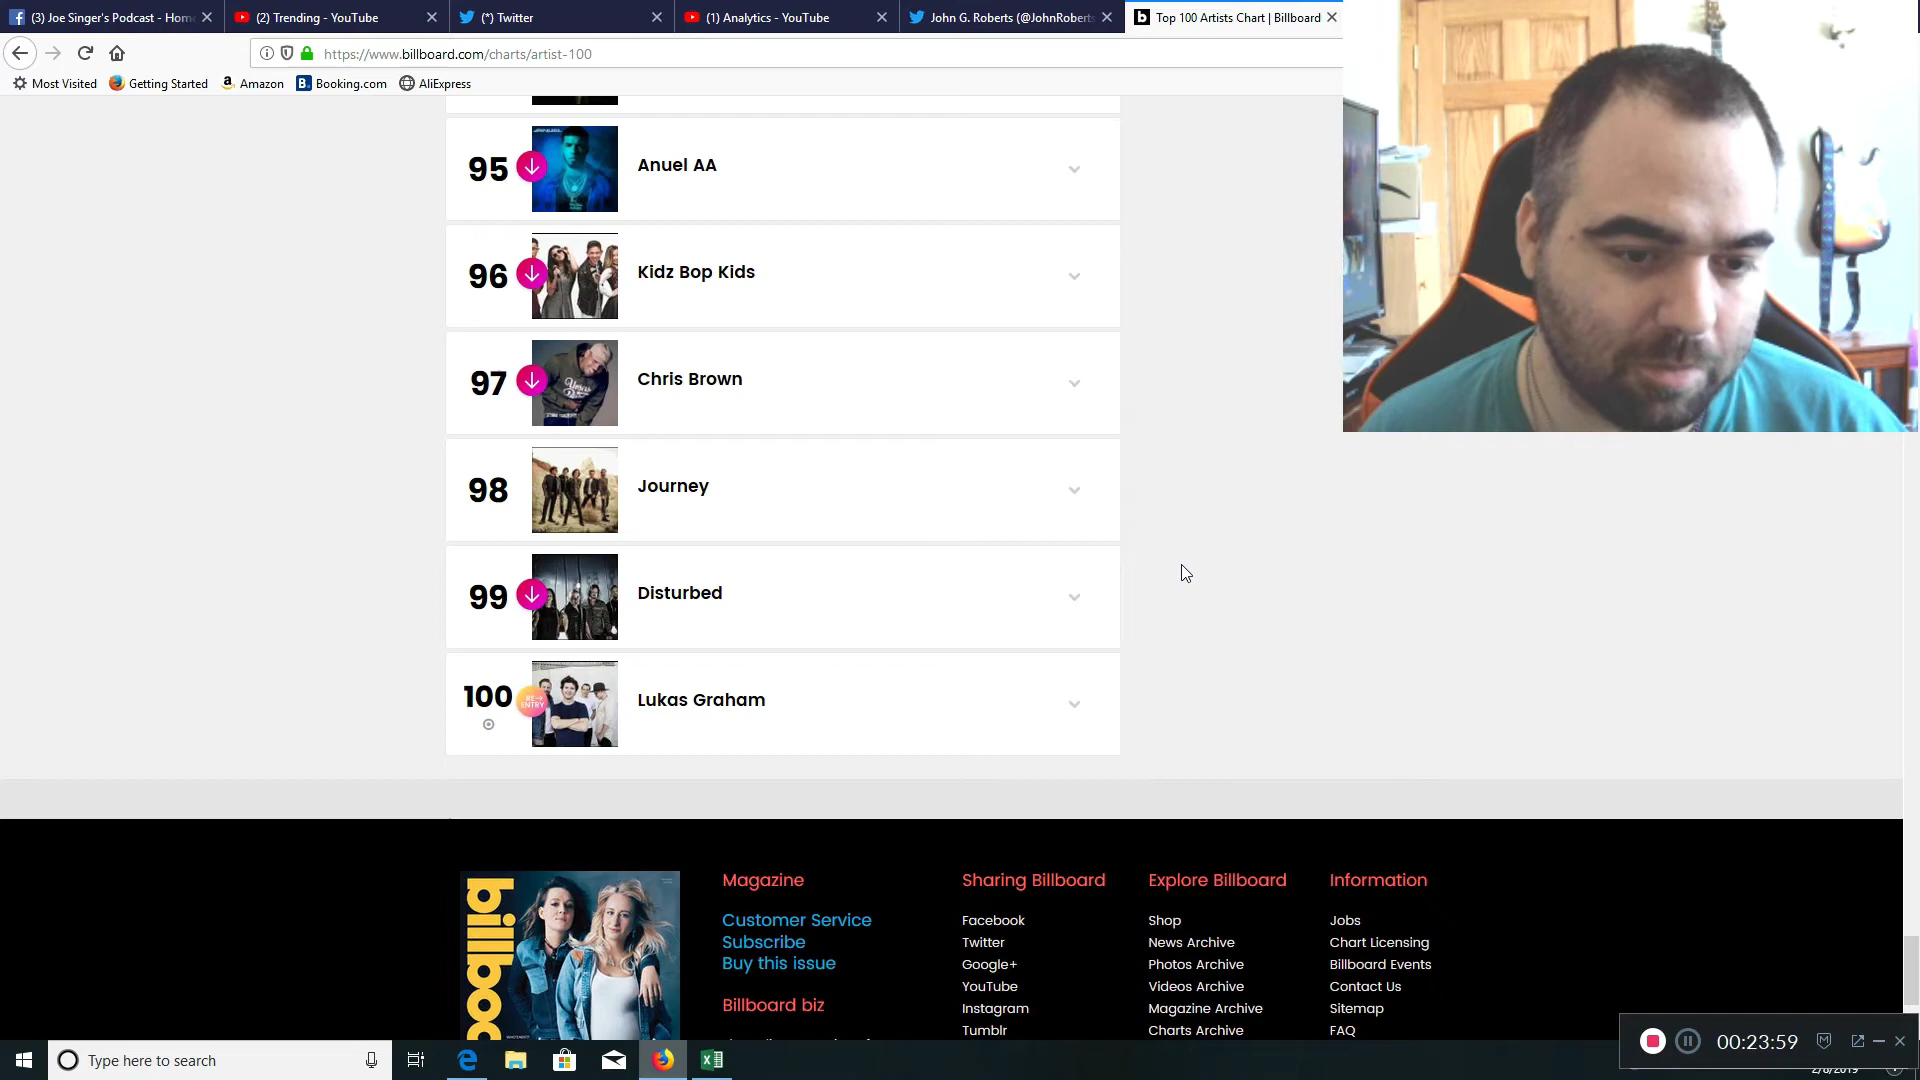 (3) Joe Singer's Podcast - Hom
(2) Trending - YouTube
(*) Twitter
(1) Analytics - YouTube
John G. Roberts (@JohnRoberts
Top 100 Artists Chart | Billboard
https://www.billboard.com/charts/artist-100
Most Visited
Getting Started
Amazon
Booking.com
AliExpress
95
Anuel AA
96
Kidz Bop Kids
97
Chris Brown
98
Journey
99
Disturbed
100
RE-ENTRY
Lukas Graham
billboard
Magazine
Customer Service
Subscribe
Buy this issue
Billboard biz
Sharing Billboard
Facebook
Twitter
Google+
YouTube
Instagram
Tumblr
Explore Billboard
Shop
News Archive
Photos Archive
Videos Archive
Magazine Archive
Charts Archive
Information
Jobs
Chart Licensing
Billboard Events
Contact Us
Sitemap
FAQ
Type here to search
00:23:59
2/6/2019